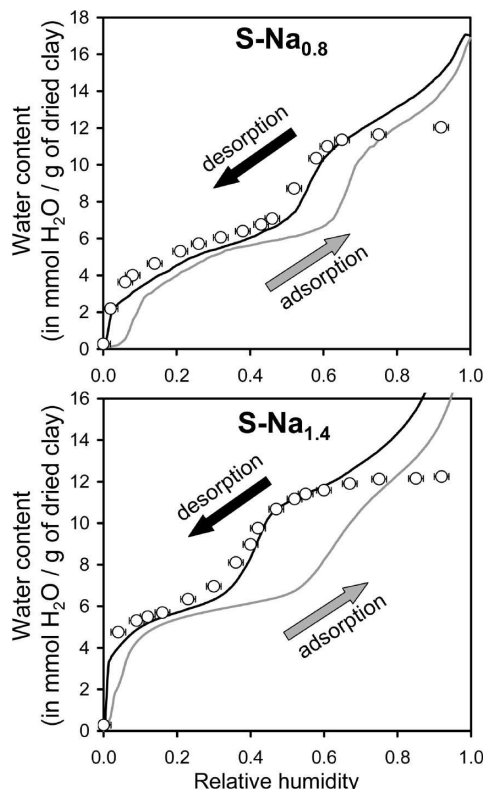 S-Na0.8
Water content
(in mmol H2O / g of dried clay)
18
16
14
12
10
8
6
4
2
0
desorption
adsorption
0.0 0.2 0.4 0.6 0.8 1.0
S-Na1.4
Water content
(in mmol H2O / g of dried clay)
16
14
12
10
8
6
4
2
0
desorption
adsorption
0.0 0.2 0.4 0.6 0.8 1.0
Relative humidity